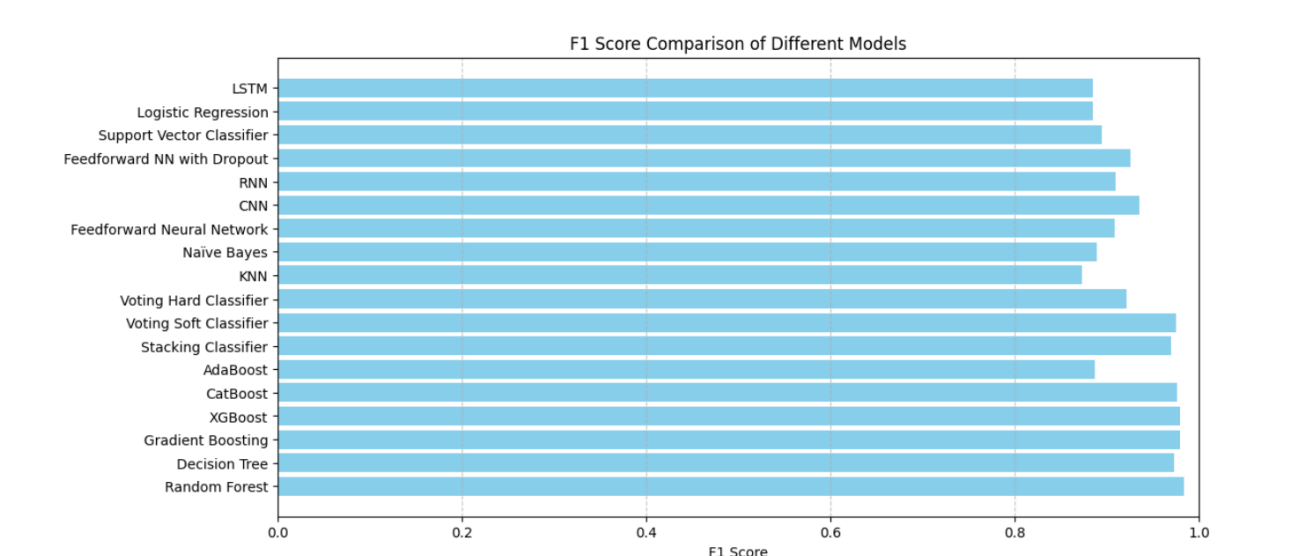 F1 Score Comparison of Different Models
LSTM
Logistic Regression
Support Vector Classifier
Feedforward NN with Dropout
RNN
CNN
Feedforward Neural Network
Naïve Bayes
KNN
Voting Hard Classifier
Voting Soft Classifier
Stacking Classifier
AdaBoost
CatBoost
XGBoost
Gradient Boosting
Decision Tree
Random Forest
0.0 0.2 0.4 0.6 0.8 1.0
F1 Score